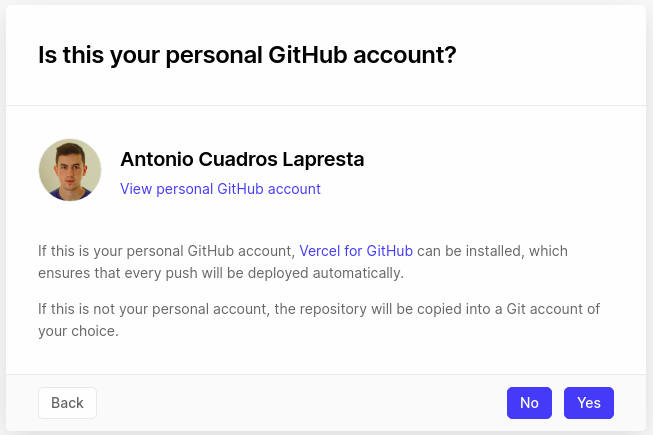 Is this your personal GitHub account?
Antonio Cuadros Lapresta
View personal GitHub account
If this is your personal GitHub account, Vercel for GitHub can be installed, which
ensures that every push will be deployed automatically.
If this is not your personal account, the repository will be copied into a Git account of
your choice.
Back
No
Yes